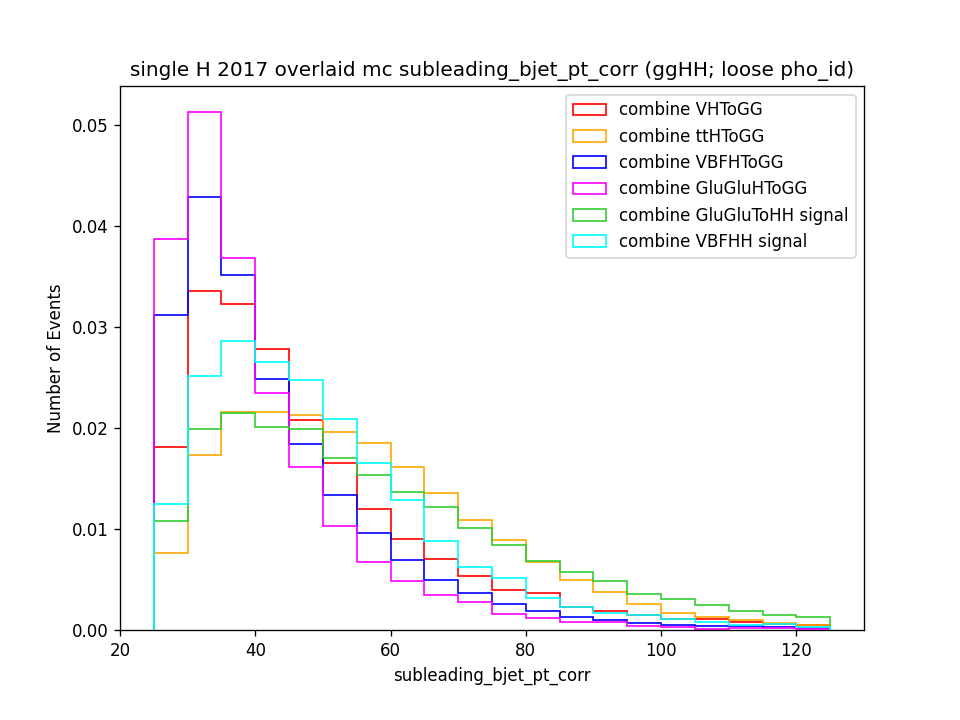 single H 2017 overlaid mc subleading_bjet_pt_corr (ggHH; loose pho_id)
combine VHToGG
combine ttHToGG
combine VBFHToGG
combine GluGluHToGG
combine GluGluToHH signal
combine VBFHH signal
Number of Events
0.05
0.04
0.03
0.02
0.01
0.00
20
40
60
80
100
120
subleading_bjet_pt_corr